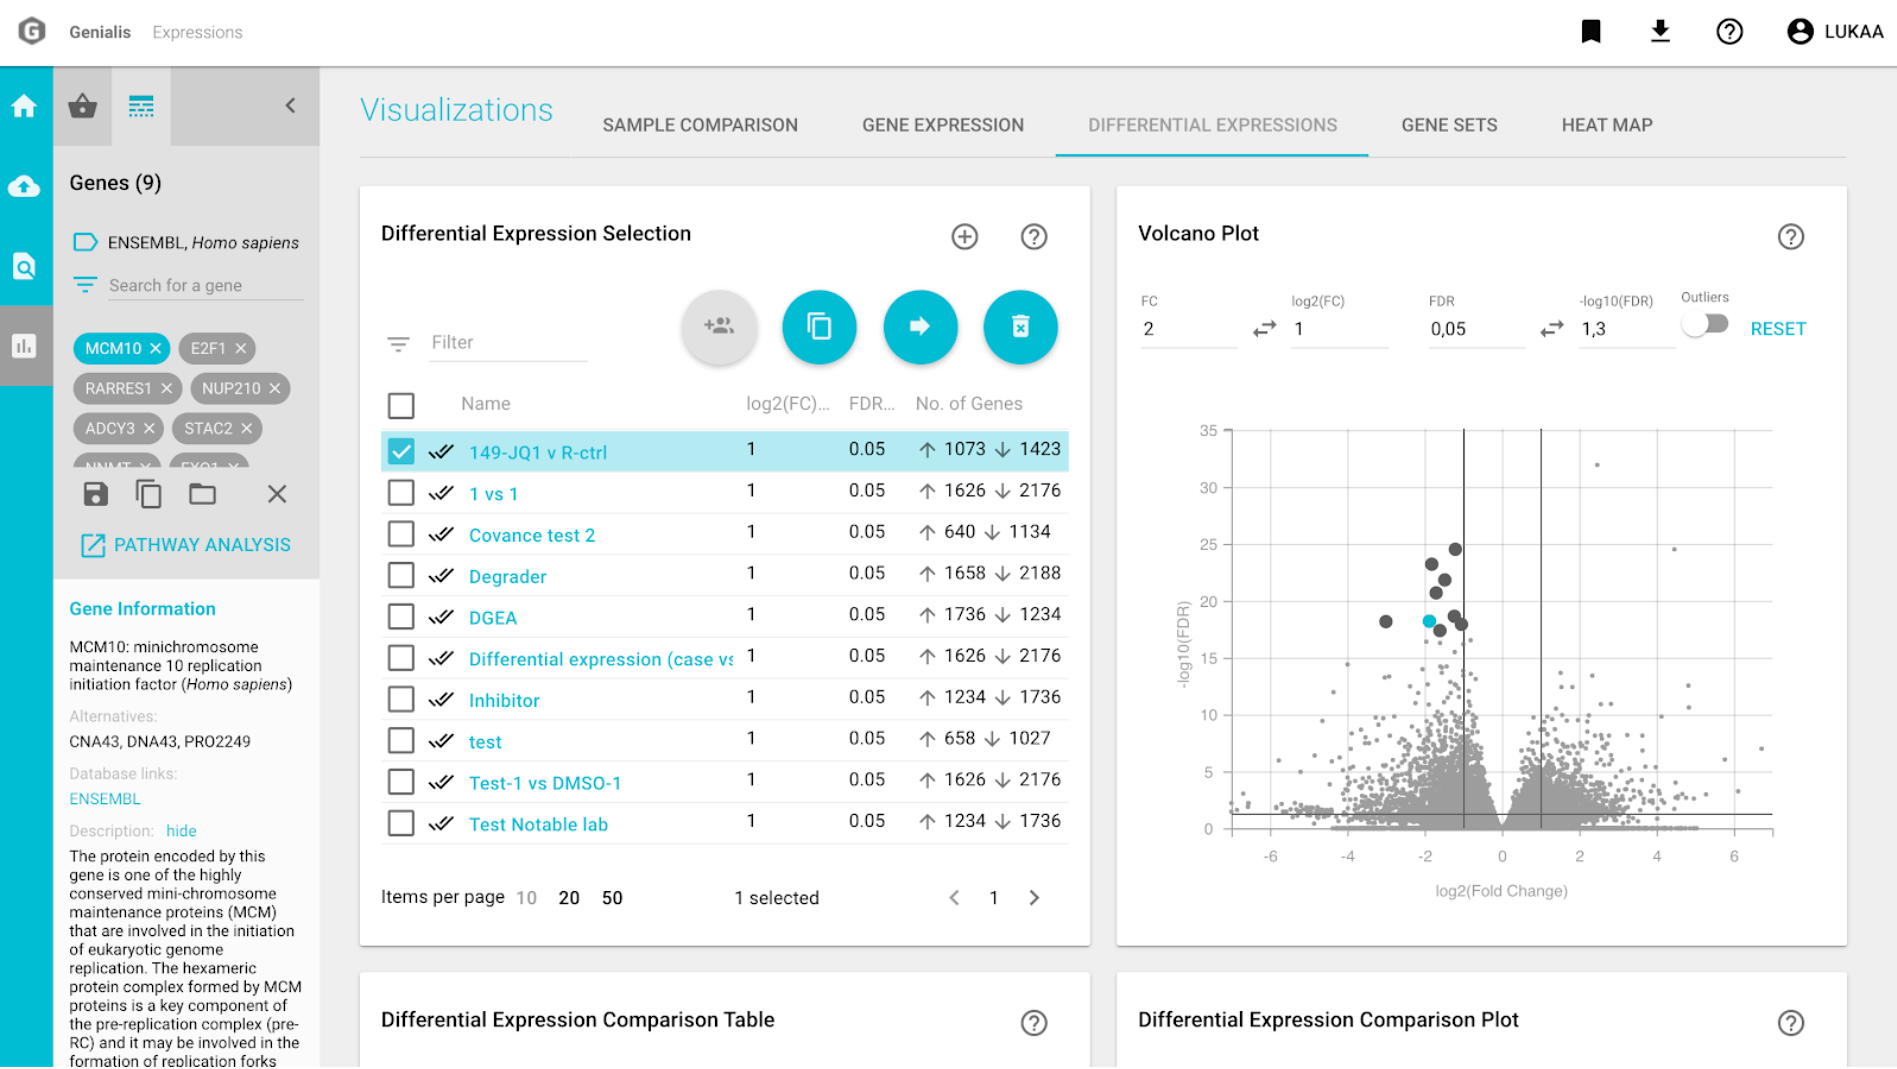 Genialis Expressions
LUKAA
Genes (9)
ENSEMBL, Homo sapiens
Search for a gene
MCM10 E2F1
RARRES1 NUP210
ADCY3 STAC2
NNMT EXO1
PATHWAY ANALYSIS
Gene Information
MCM10: minichromosome
maintenance 10 replication
initiation factor (Homo sapiens)
Alternatives:
CNA43, DNA43, PRO2249
Database links:
ENSEMBL
Description: hide
The protein encoded by this
gene is one of the highly
conserved mini-chromosome
maintenance proteins (MCM)
that are involved in the initiation
of eukaryotic genome
replication. The hexameric
protein complex formed by MCM
proteins is a key component of
the pre-replication complex (pre-
RC) and it may be involved in the
formation of replication forks
Visualizations
SAMPLE COMPARISON GENE EXPRESSION DIFFERENTIAL EXPRESSIONS GENE SETS HEAT MAP
Differential Expression Selection
Filter
Name log2(FC)... FDR... No. of Genes
149-JQ1 v R-ctrl 1 0.05 ↑ 1073 ↓ 1423
1 vs 1 1 0.05 ↑ 1626 ↓ 2176
Covance test 2 1 0.05 ↑ 640 ↓ 1134
Degrader 1 0.05 ↑ 1658 ↓ 2188
DGEA 1 0.05 ↑ 1736 ↓ 1234
Differential expression (case vs 1 0.05 ↑ 1626 ↓ 2176
Inhibitor 1 0.05 ↑ 1234 ↓ 1736
test 1 0.05 ↑ 658 ↓ 1027
Test-1 vs DMSO-1 1 0.05 ↑ 1626 ↓ 2176
Test Notable lab 1 0.05 ↑ 1234 ↓ 1736
Items per page 10 20 50 1 selected 1
Volcano Plot
FC log2(FC) FDR -log10(FDR) Outliers
2 1 0,05 1,3 RESET
35
30
25
20
15
10
5
0
-log10(FDR)
-6 -4 -2 0 2 4 6
log2(Fold Change)
Differential Expression Comparison Table
Differential Expression Comparison Plot